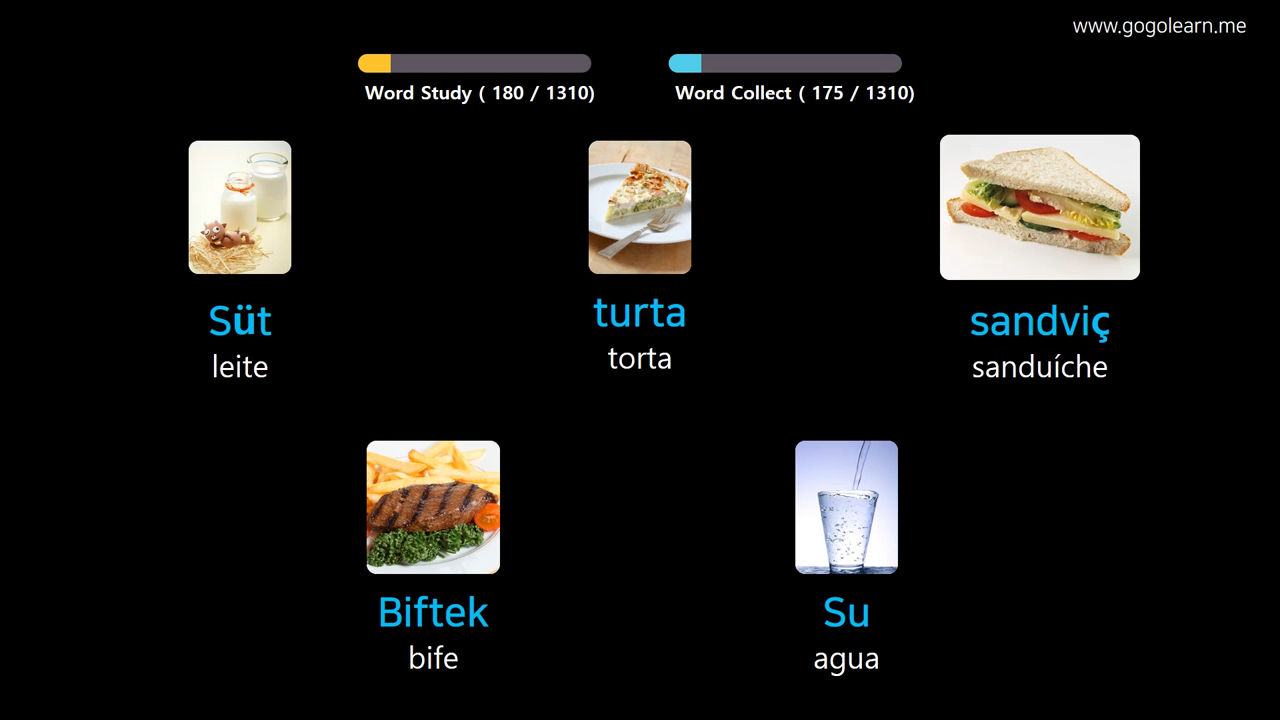 www.gogolearn.me
Word Study ( 180 / 1310)
Word Collect ( 175 / 1310)
Süt
leite
turta
torta
sandviç
sanduíche
Biftek
bife
Su
agua